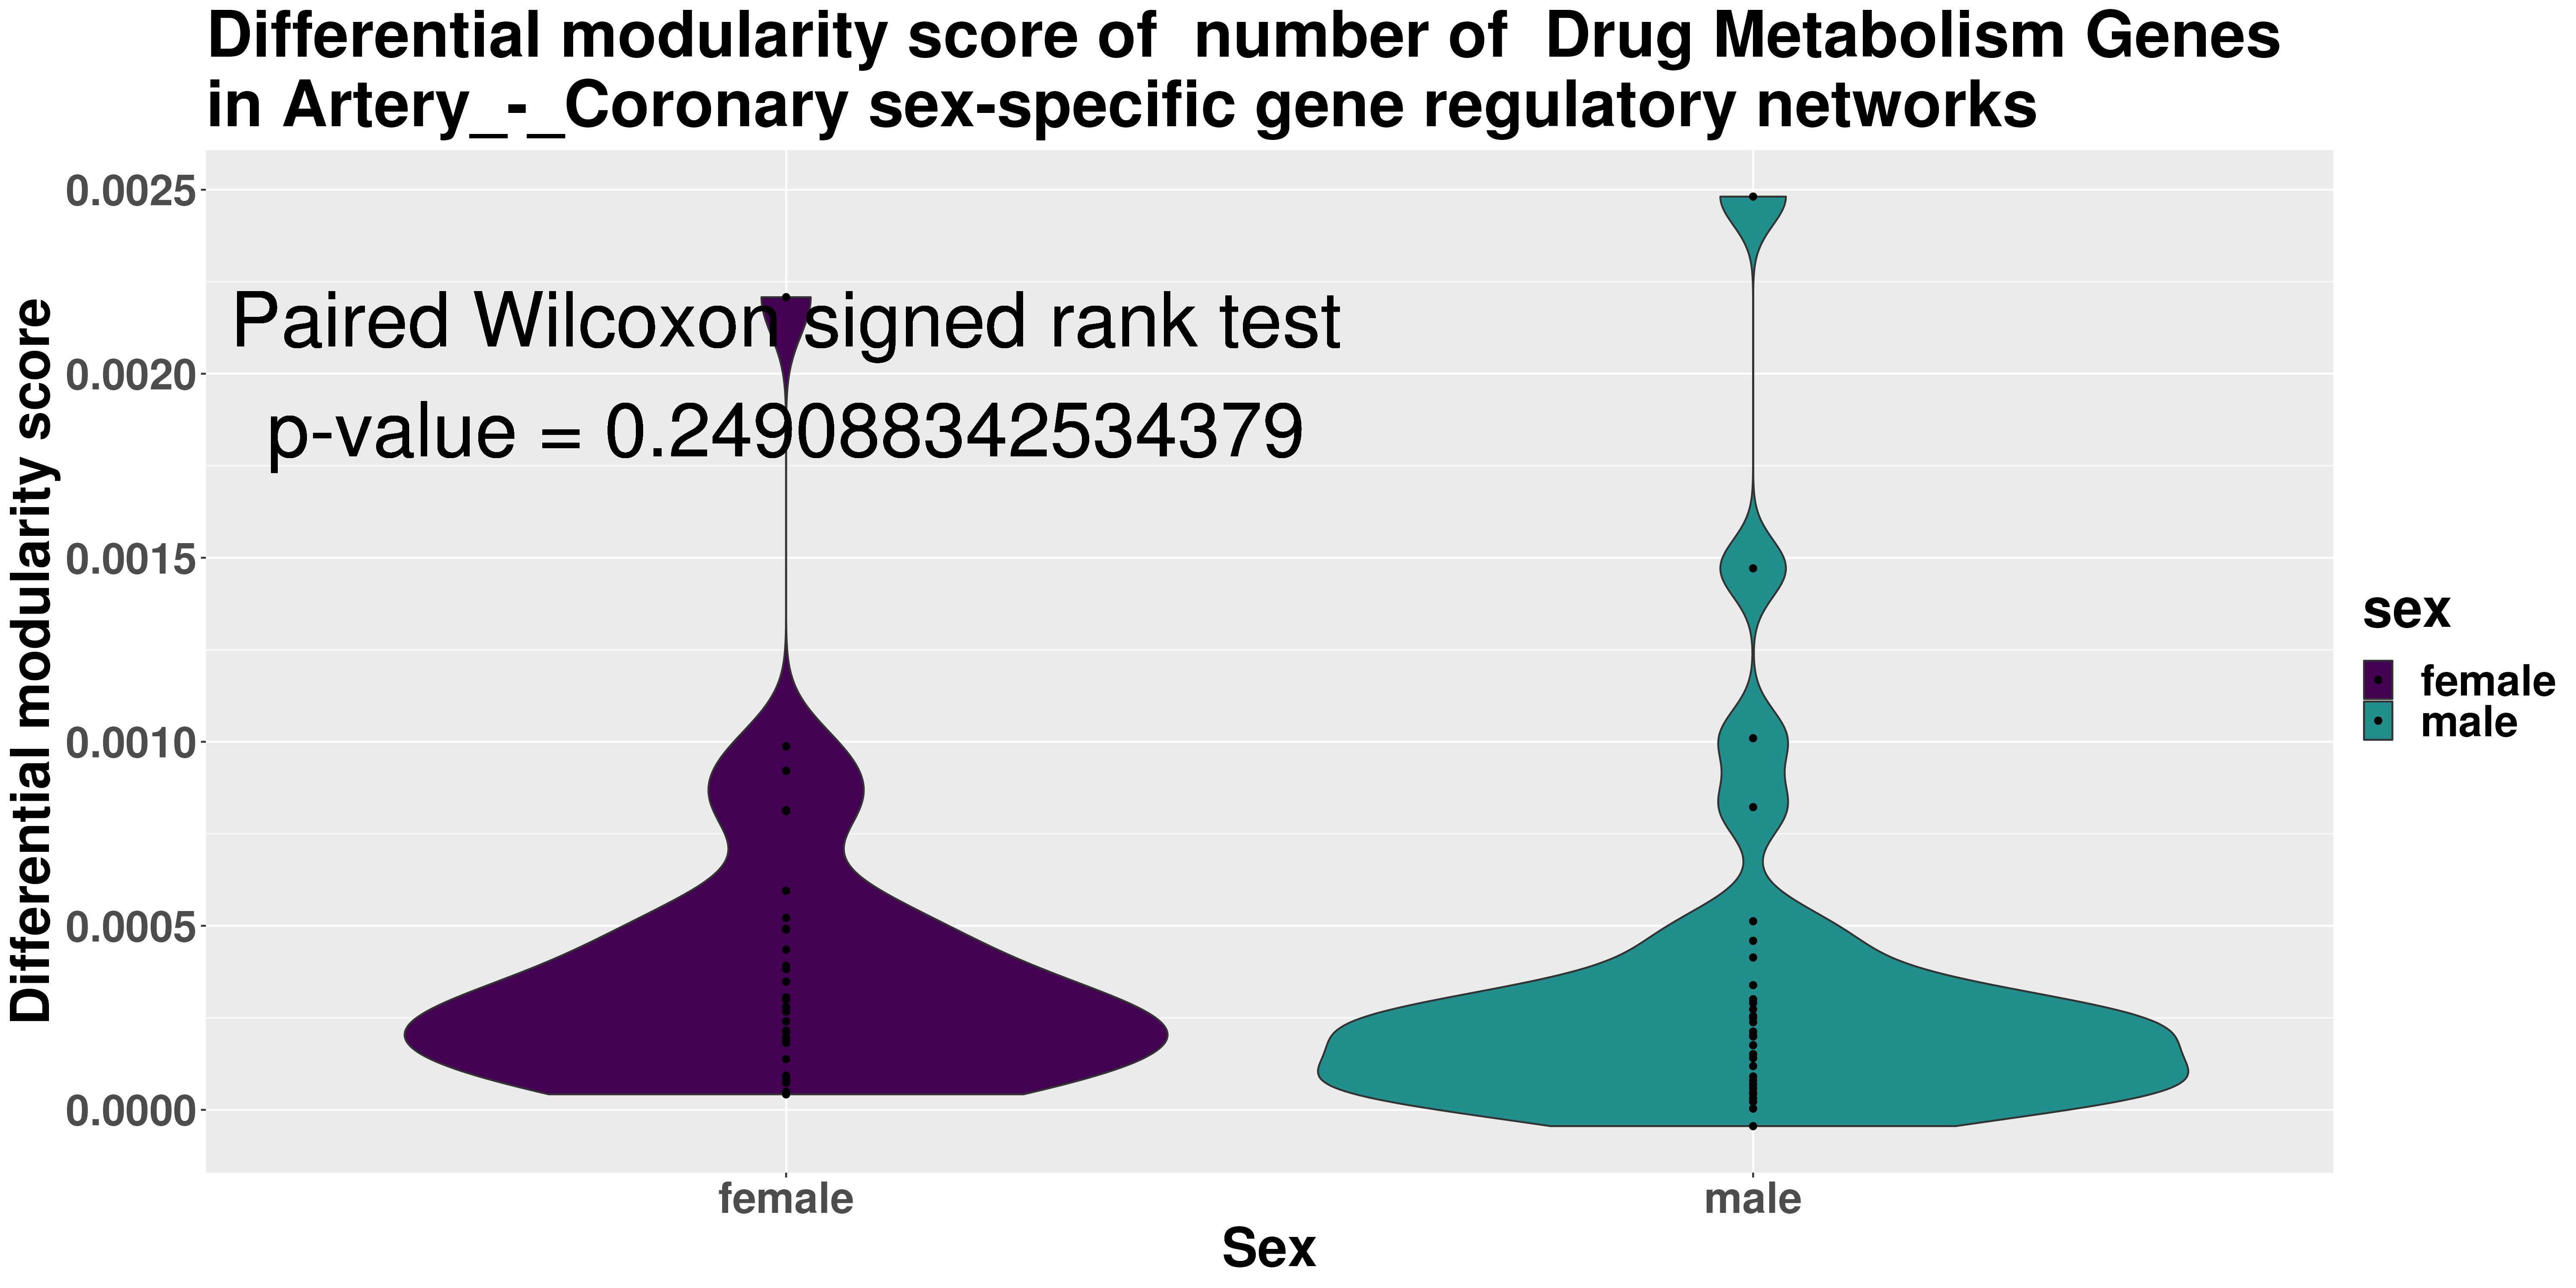 Differential modularity score of  number of  Drug Metabolism Genes
in Artery_-_Coronary sex-specific gene regulatory networks
Differential modularity score
0.0025
0.0020
0.0015
0.0010
0.0005
0.0000
Paired Wilcoxon signed rank test
p-value = 0.249088342534379
female
male
Sex
sex
female
male